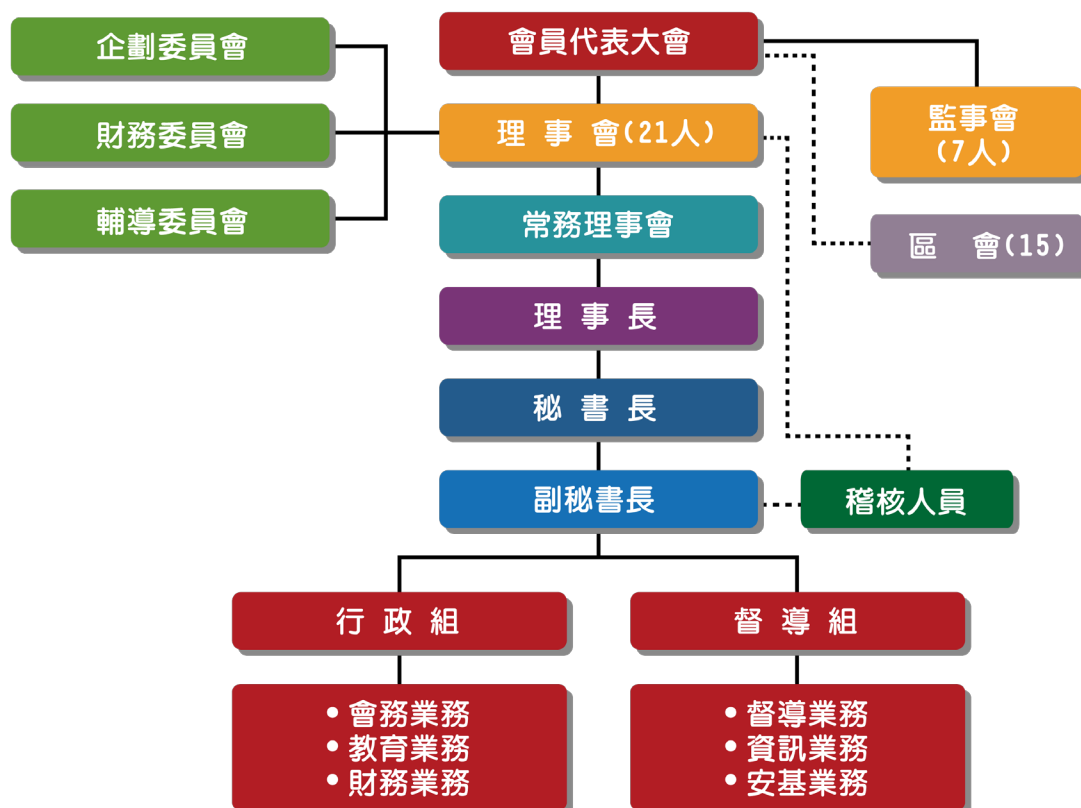 企劃委員會
會員代表大會
財務委員會
理 事 會(21人)
監事會
(7人)
輔導委員會
常務理事會
區 會(15)
理 事 長
秘 書 長
副秘書長
稽核人員
行 政 組
督 導 組
• 會務業務
• 教育業務
• 財務業務
• 督導業務
• 資訊業務
• 安基業務